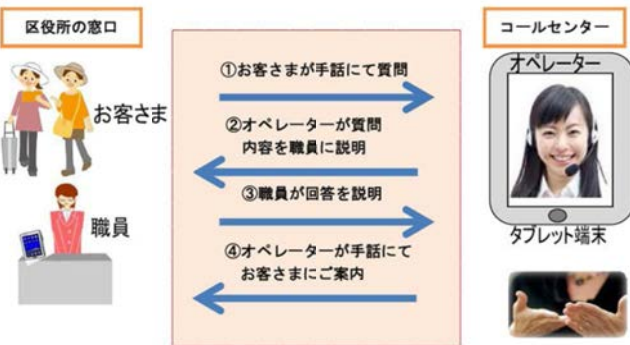 区役所の窓口
コールセンター
お客さま
職員
①お客さまが手話にて質問
②オペレーターが質問
内容を職員に説明
③職員が回答を説明
④オペレーターが手話にて
お客さまにご案内
オペレーター
タブレット端末